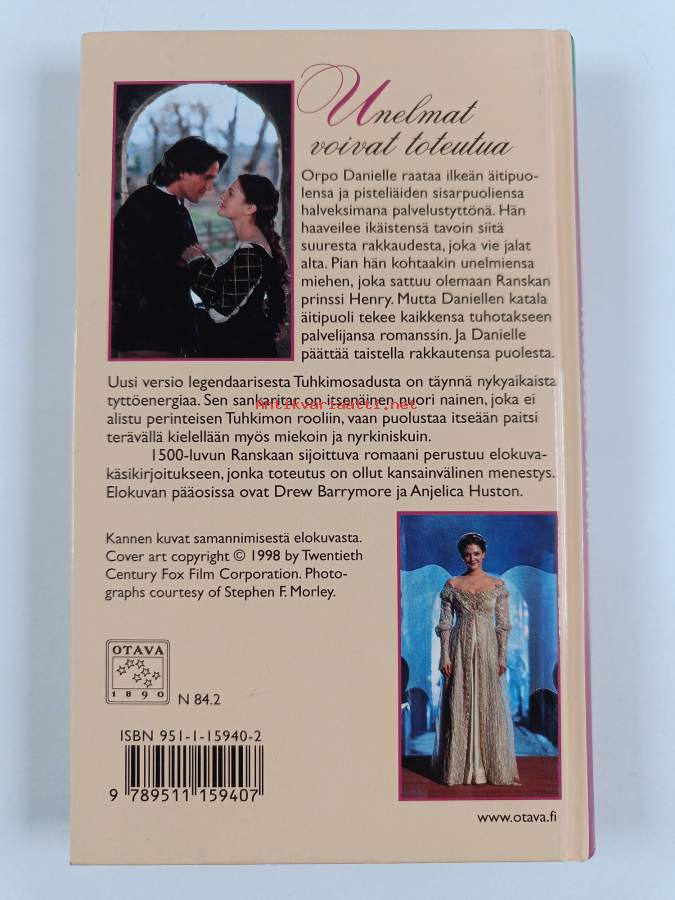 Unelmat
voivat toteutua
Orpo Danielle raataa ilkeän äitipuo-
lensa ja pisteliäiden sisarpuoliensa
halveksimana palvelustyttönä. Hän
haaveilee ikäistensä tavoin siitä
suuresta rakkaudesta, joka vie jalat
alta. Pian hän kohtaakin unelmiensa
miehen, joka sattuu olemaan Ranskan
prinssi Henry. Mutta Daniellen katala
äitipuoli tekee kaikkensa tuhotakseen
palvelijansa romanssin. Ja Danielle
päättää taistella rakkautensa puolesta.
Uusi versio legendaarisesta Tuhkimosadusta on täynnä nykyaikaista
tyttöenergiaa. Sen sankaritar on itsenäinen nuori nainen, joka ei
Antikvariaatti.net
alistu perinteisen Tuhkimon rooliin, vaan puolustaa itseään paitsi
terävällä kielellään myös miekoin ja nyrkiniskuin.
1500-luvun Ranskaan sijoittuva romaani perustuu elokuva-
käsikirjoitukseen, jonka toteutus on ollut kansainvälinen menestys.
Elokuvan pääosissa ovat Drew Barrymore ja Anjelica Huston.
Kannen kuvat samannimisestä elokuvasta.
Cover art copyright © 1998 by Twentieth
Century Fox Film Corporation. Photo-
graphs courtesy of Stephen F. Morley.
OTAVA
1890
N 84.2
ISBN 951-1-15940-2
9 789511 159407
www.otava.fi